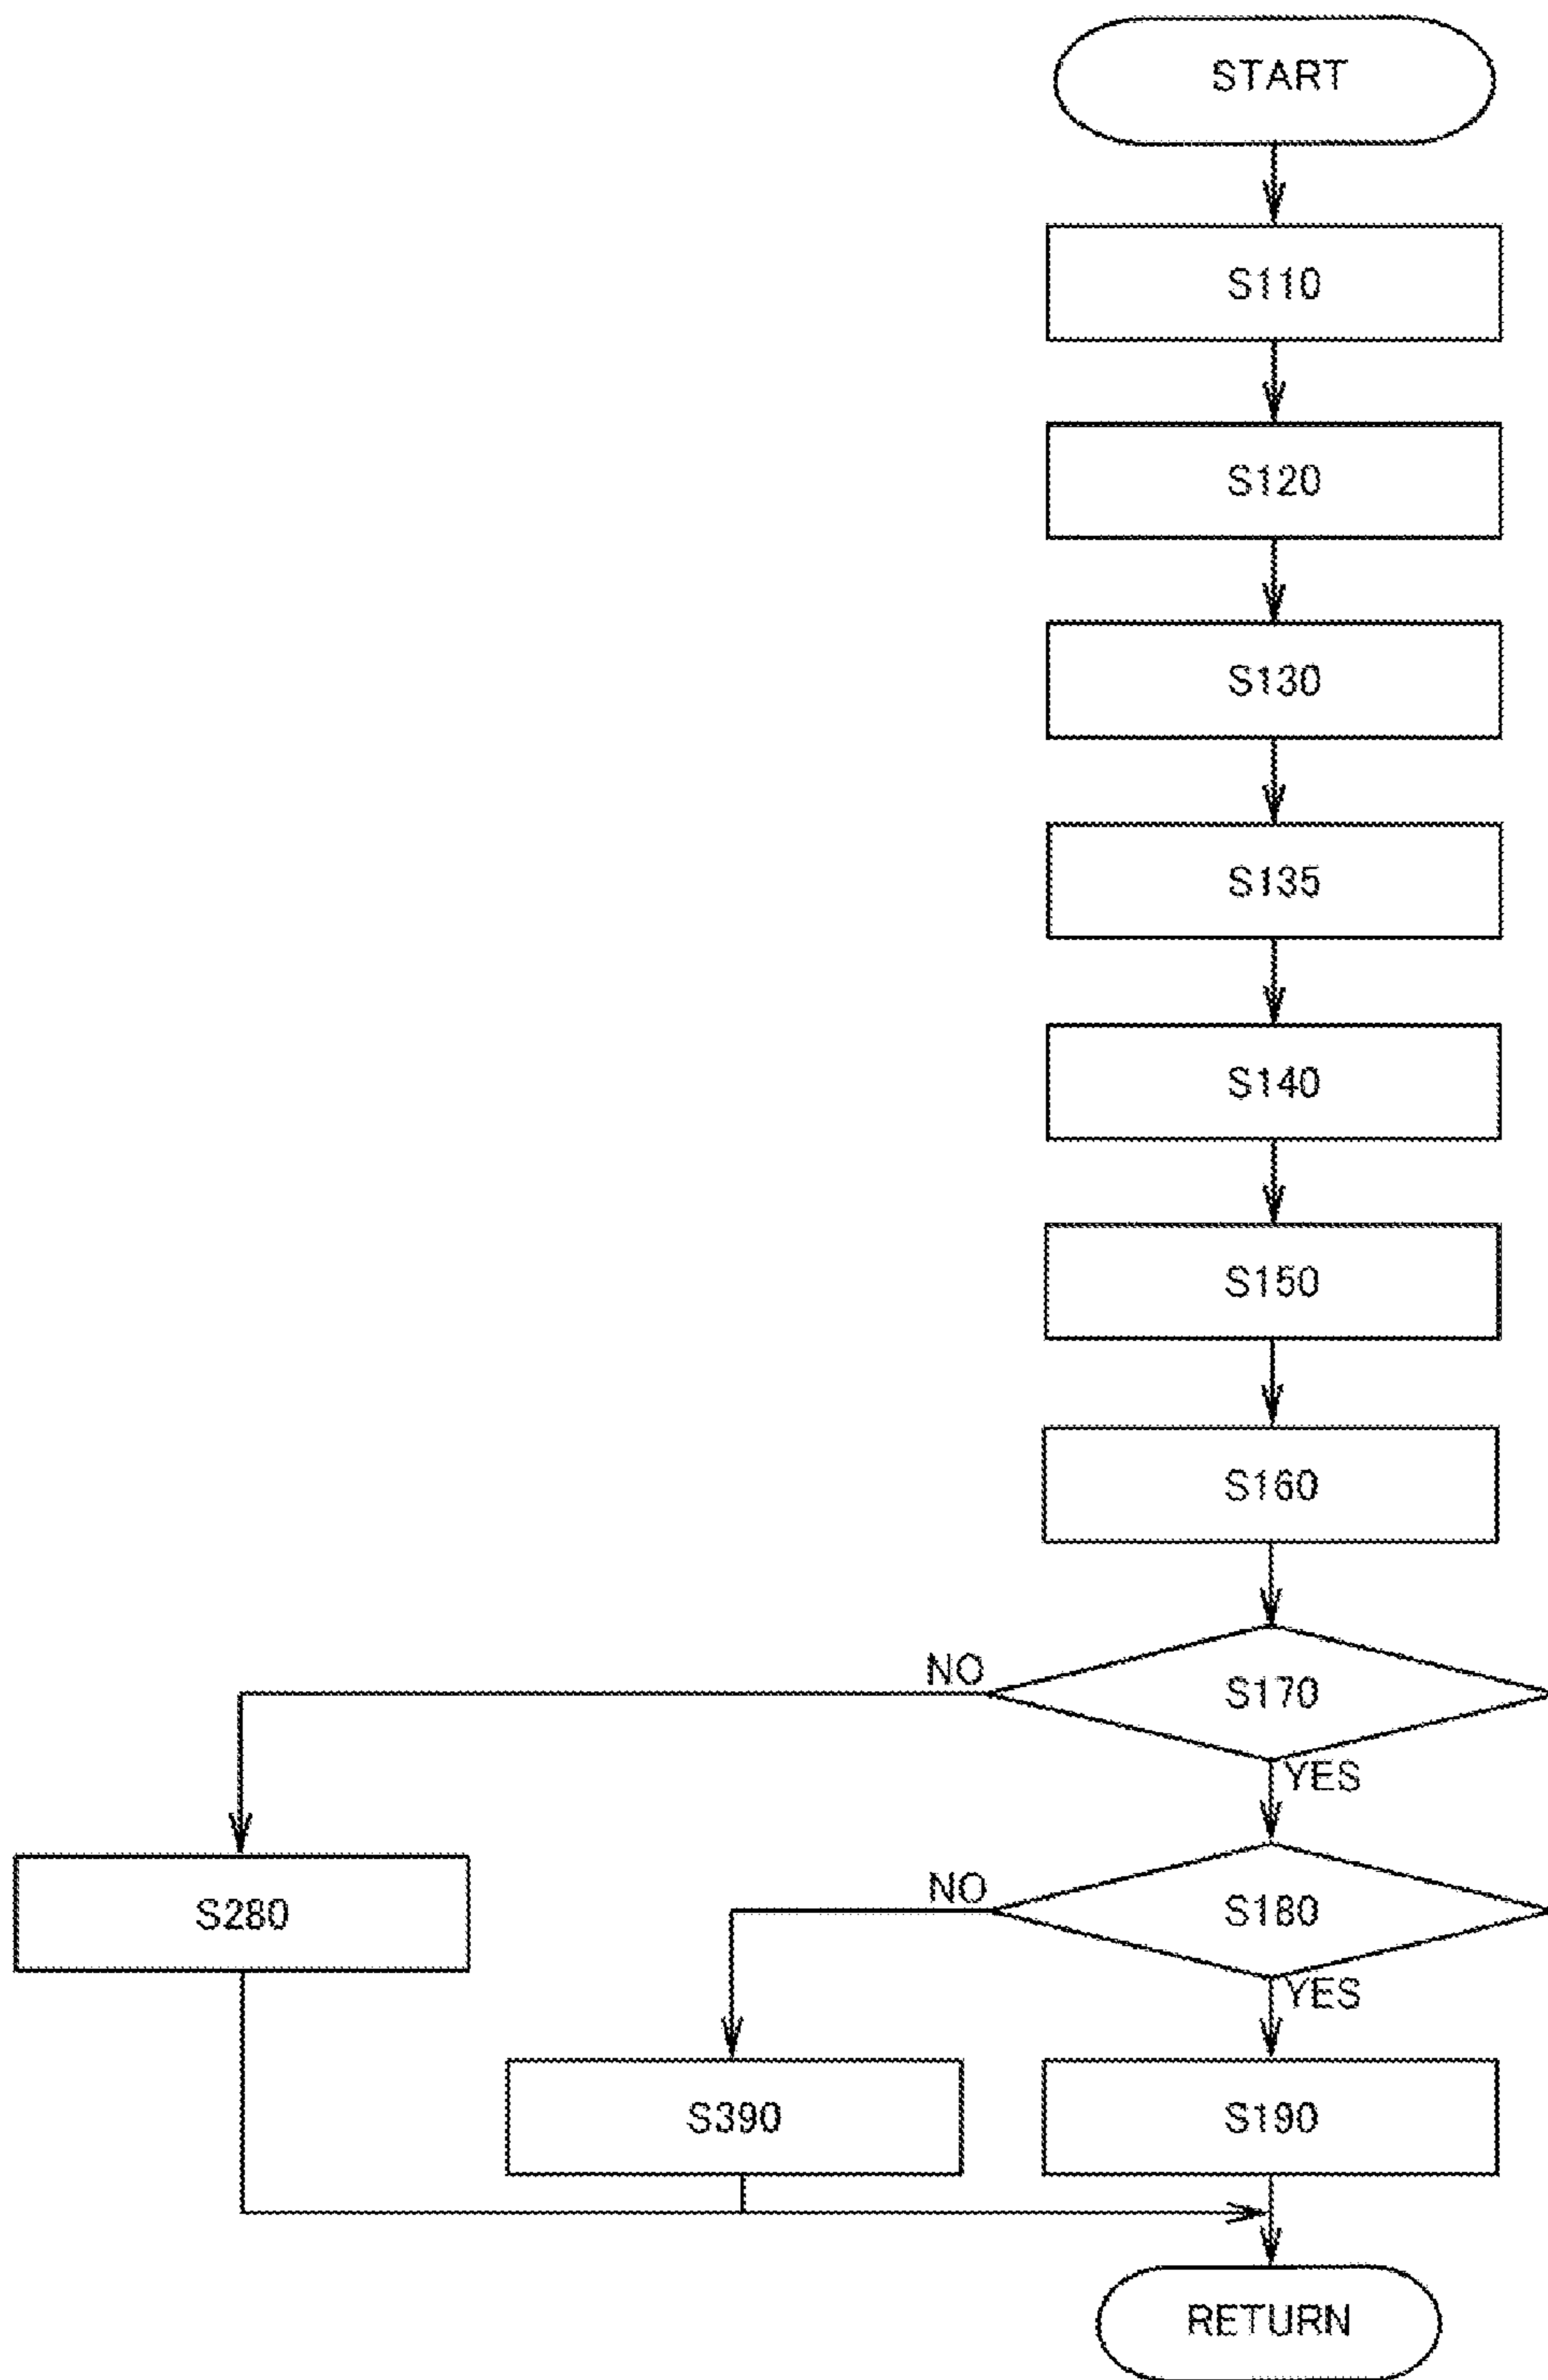 START
S110
S120
S130
S135
S140
S150
S160
NO
S170
YES
S280
NO
S180
YES
S390
S190
RETURN